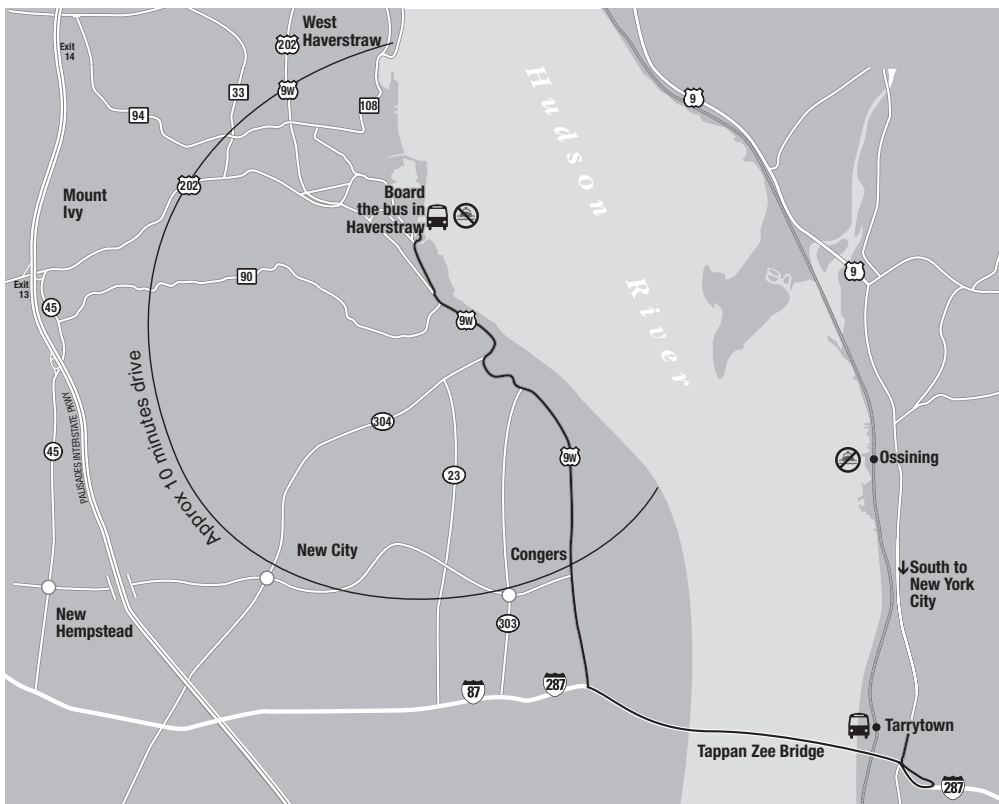 West
Haverstraw
Exit
14
202
9W
33
94
108
9
Hudson
River
202
Mount
Ivy
Board
the bus in
Haverstraw
90
Exit
13
45
9
9W
Approx 10 minutes drive
PALISADES INTERSTATE PKWY
304
45
23
9W
Ossining
New City
Congers
South to
New York
City
New
Hempstead
303
87
287
Tarrytown
Tappan Zee Bridge
287